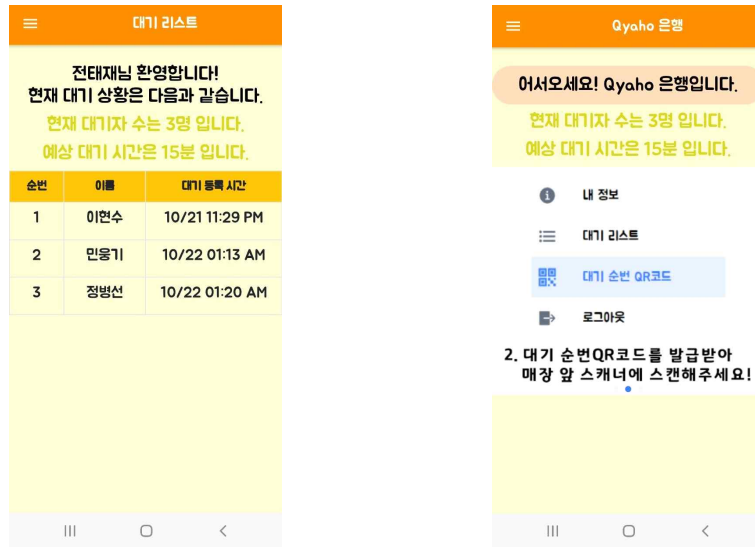 대기 리스트
전태재님 환영합니다!
현재 대기 상황은 다음과 같습니다.
현재 대기자 수는 3명 입니다.
예상 대기 시간은 15분 입니다.
순번 이름 대기 등록 시간
1 이현수 10/21 11:29 PM
2 민웅기 10/22 01:13 AM
3 정병선 10/22 01:20 AM
Qyaho 은행
어서오세요! Qyaho 은행입니다.
현재 대기자 수는 3명 입니다.
예상 대기 시간은 15분 입니다.
내 정보
대기 리스트
대기 순번 QR코드
로그아웃
2. 대기 순번QR코드를 발급받아
매장 앞 스캐너에 스캔해주세요!